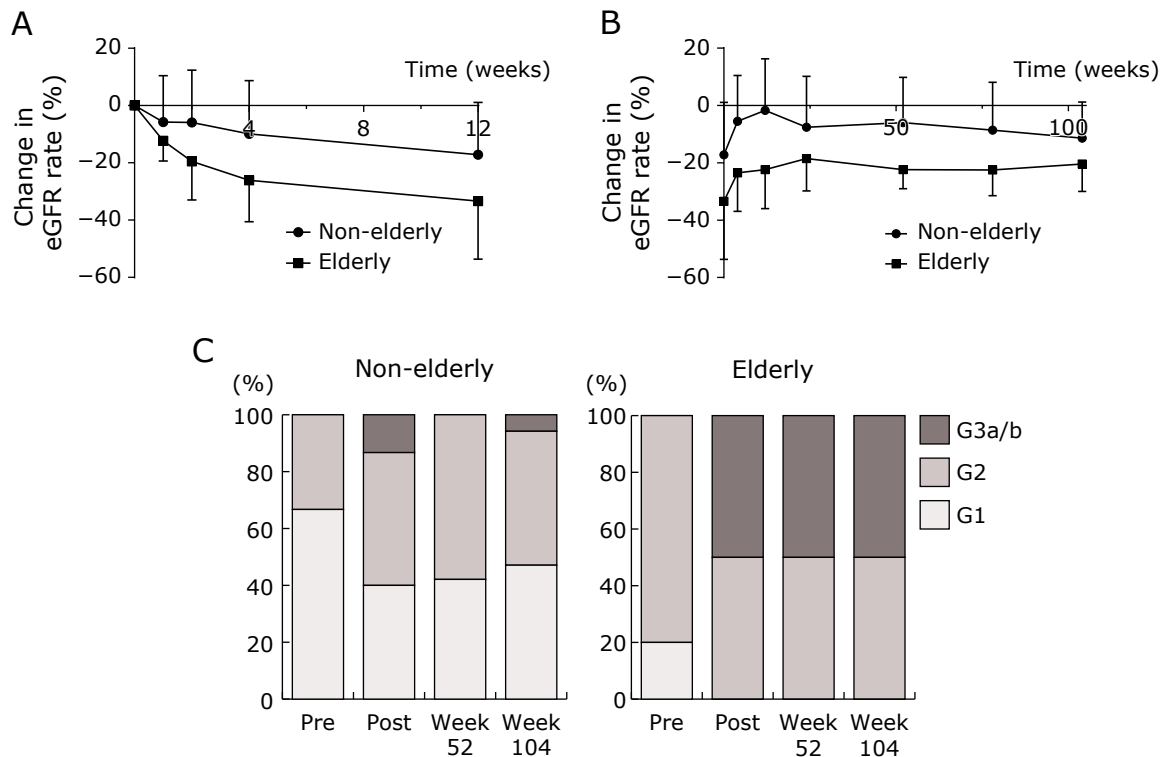 A
20
0
−20
−40
−60
Change in
eGFR rate (%)
Time (weeks)
4
8
12
Non-elderly
Elderly
B
20
0
−20
−40
−60
Change in
eGFR rate (%)
Time (weeks)
50
100
Non-elderly
Elderly
C
Non-elderly
(%)
100
80
60
40
20
0
Pre
Post
Week
52
Week
104
Elderly
(%)
100
80
60
40
20
0
Pre
Post
Week
52
Week
104
G3a/b
G2
G1